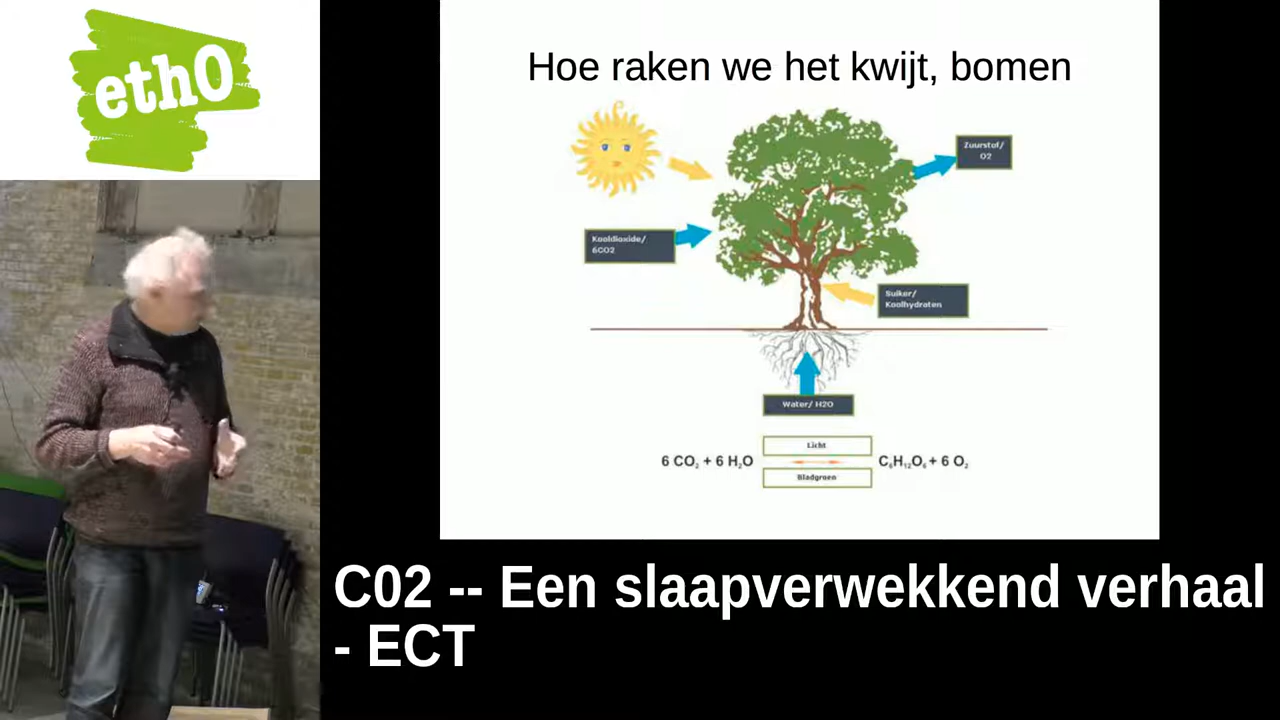 eth0
Hoe raken we het kwijt, bomen
Zuurstof/
O2
Kooldioxide/
6CO2
Suiker/
Koolhydraten
Water/ H2O
Licht
6 CO₂ + 6 H₂O
C₆H₁₂O₆ + 6 O₂
Bladgroen
C02 -- Een slaapverwekkend verhaal
- ECT